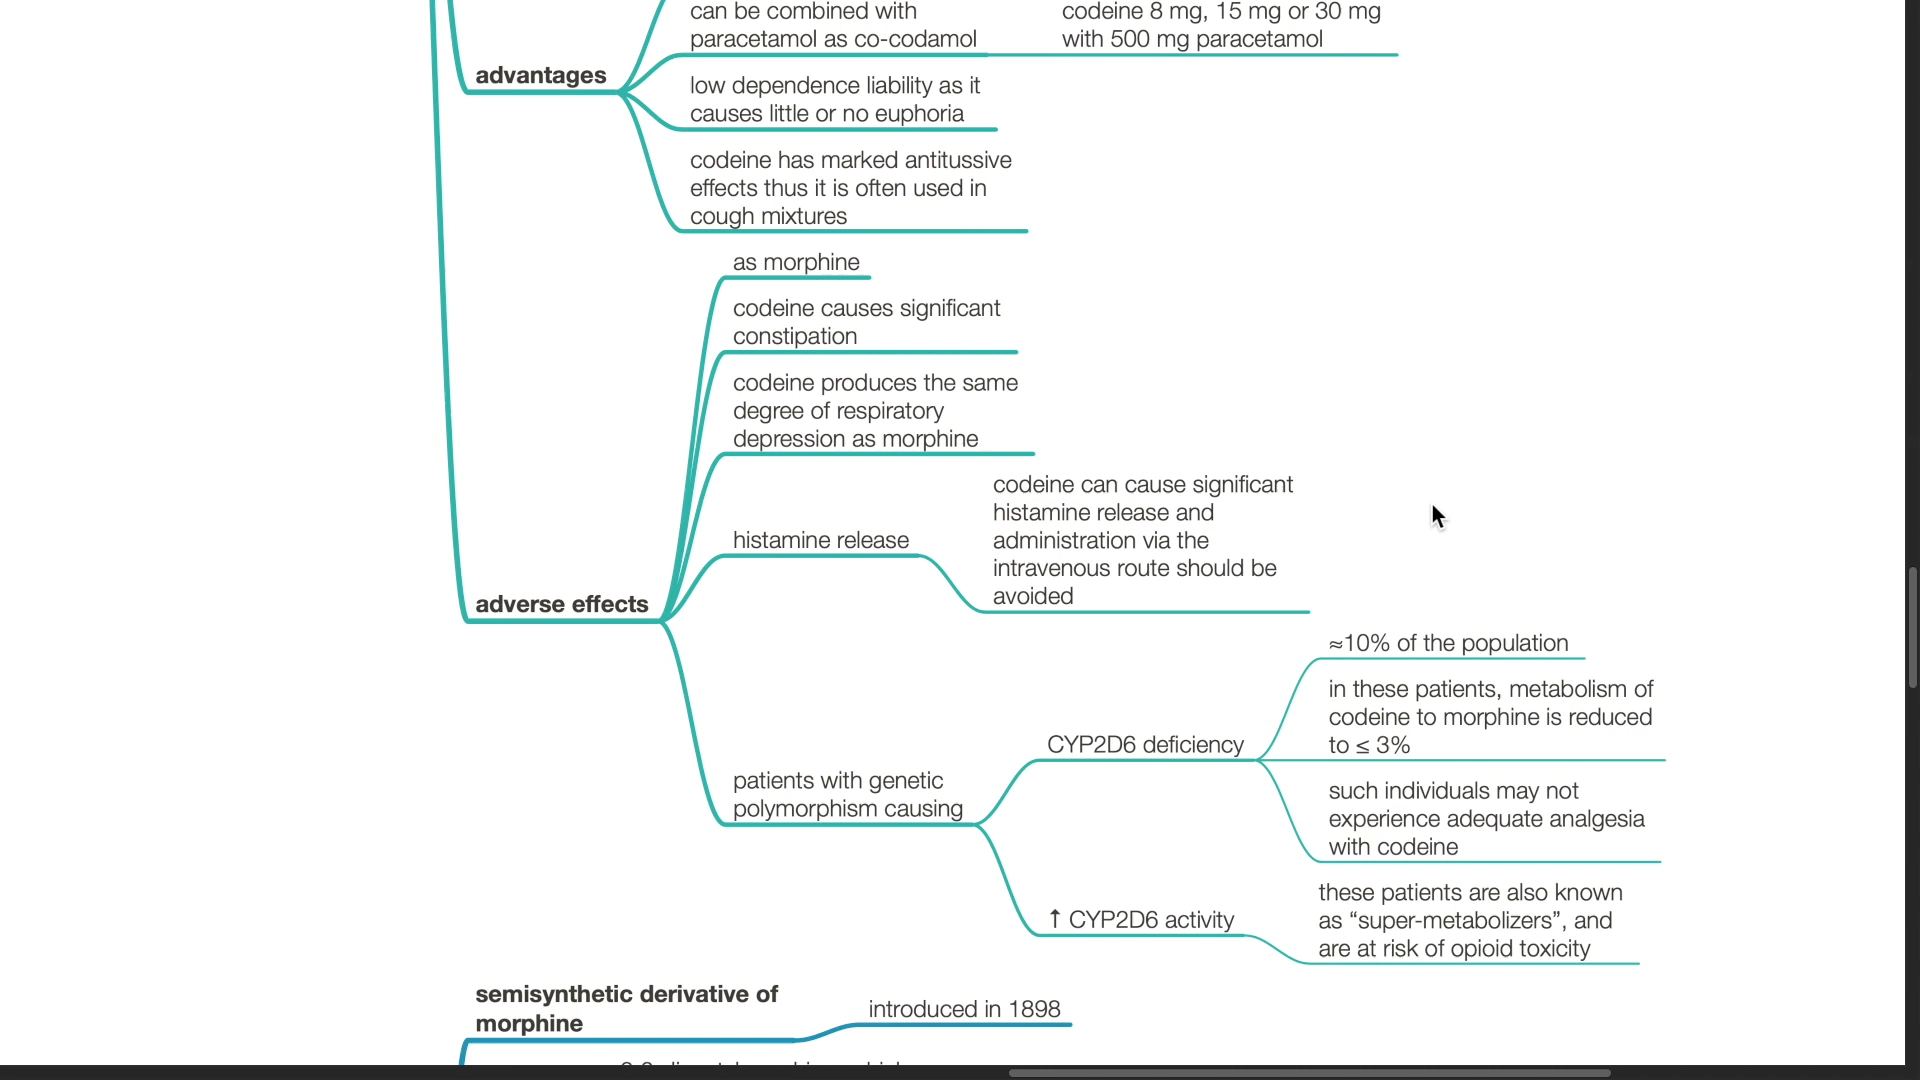 can be combined with
paracetamol as co-codamol
codeine 8 mg, 15 mg or 30 mg
with 500 mg paracetamol
advantages
low dependence liability as it
causes little or no euphoria
codeine has marked antitussive
effects thus it is often used in
cough mixtures
as morphine
codeine causes significant
constipation
codeine produces the same
degree of respiratory
depression as morphine
histamine release
codeine can cause significant
histamine release and
administration via the
intravenous route should be
avoided
adverse effects
patients with genetic
polymorphism causing
CYP2D6 deficiency
≈10% of the population
in these patients, metabolism of
codeine to morphine is reduced
to ≤ 3%
such individuals may not
experience adequate analgesia
with codeine
↑ CYP2D6 activity
these patients are also known
as “super-metabolizers”, and
are at risk of opioid toxicity
semisynthetic derivative of
morphine
introduced in 1898